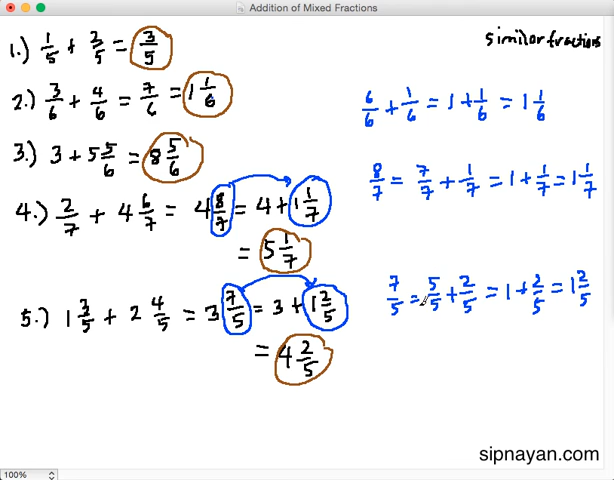 Addition of Mixed Fractions
similar fractions
1.) 1/5 + 2/5 = 3/5
2.) 3/6 + 4/6 = 7/6 = 1 1/6
6/6 + 1/6 = 1 + 1/6 = 1 1/6
3.) 3 + 5 5/6 = 8 5/6
8/7 = 7/7 + 1/7 = 1 + 1/7 = 1 1/7
4.) 2/7 + 4 6/7 = 4 8/7 = 4 + 1 1/7
= 5 1/7
7/5 = 5/5 + 2/5 = 1 + 2/5 = 1 2/5
5.) 1 3/5 + 2 4/5 = 3 7/5 = 3 + 1 2/5
= 4 2/5
sipnayan.com
100%